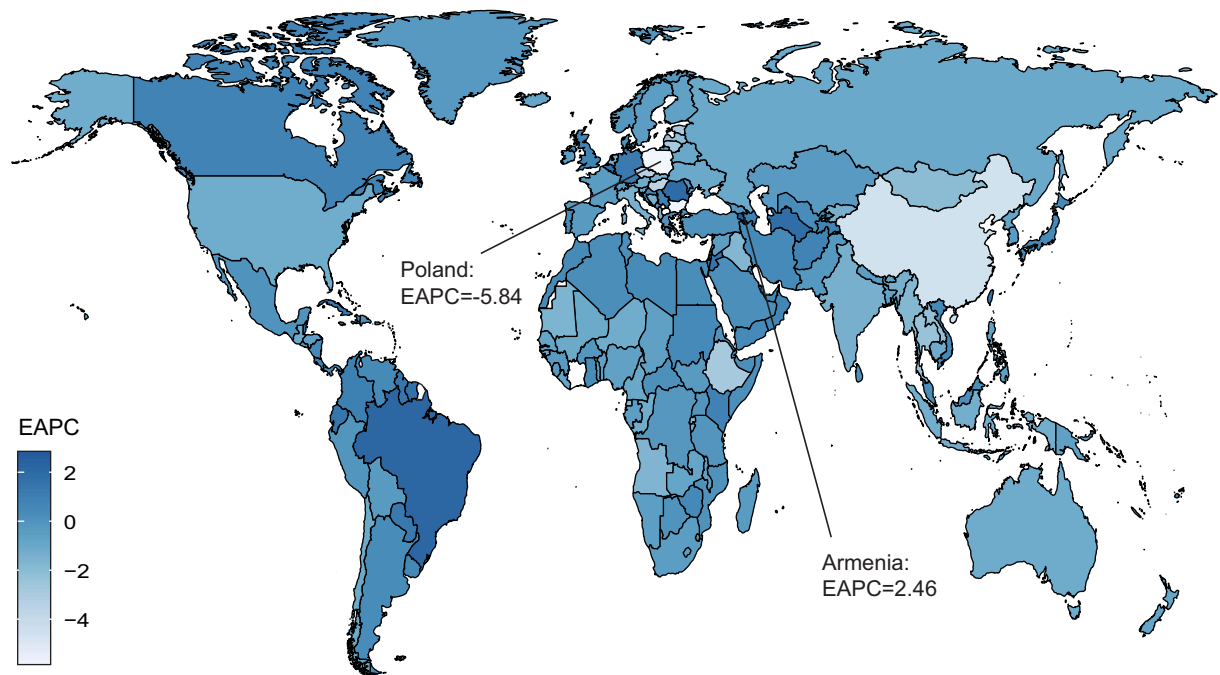 Poland:
EAPC=-5.84
EAPC
2
0
−2
−4
Armenia:
EAPC=2.46